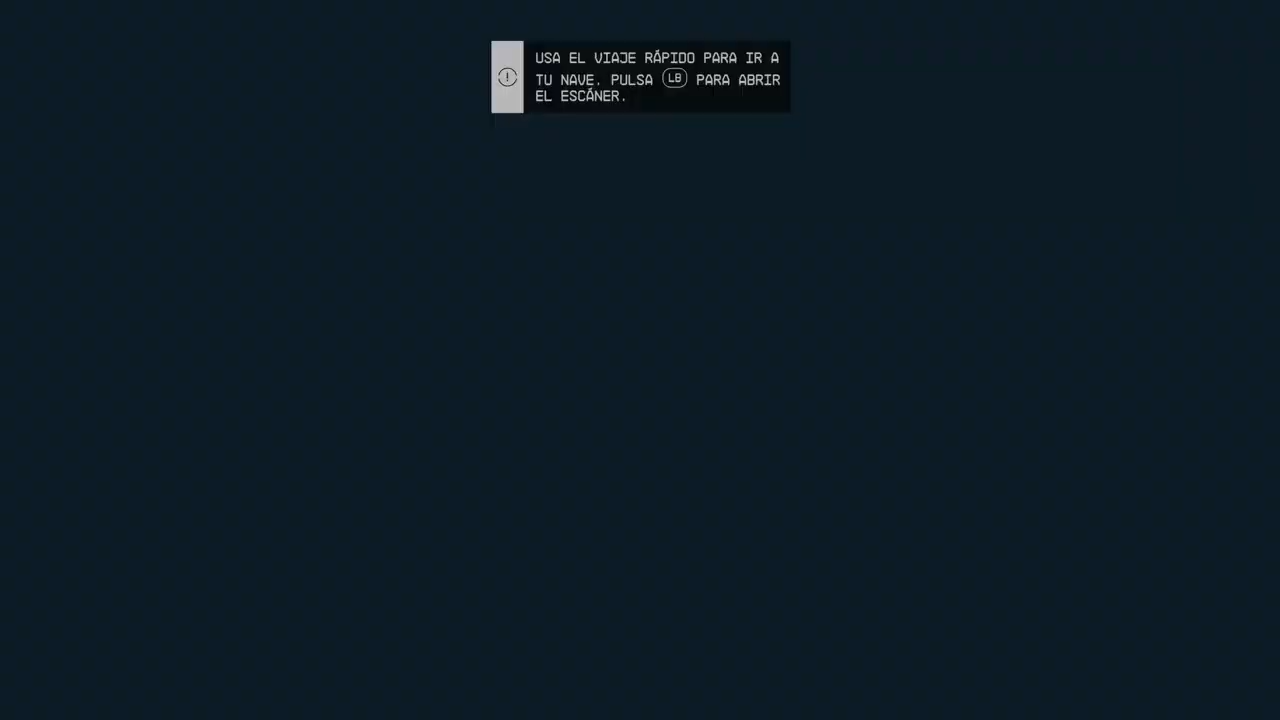 USA EL VIAJE RÁPIDO PARA IR A
TU NAVE. PULSA LB PARA ABRIR
EL ESCÁNER.